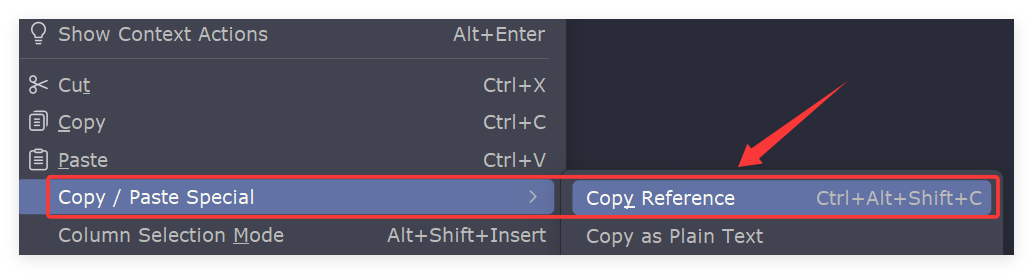 Show Context Actions Alt+Enter
Cut Ctrl+X
Copy Ctrl+C
Paste Ctrl+V
Copy / Paste Special Copy Reference Ctrl+Alt+Shift+C
Column Selection Mode Alt+Shift+Insert Copy as Plain Text